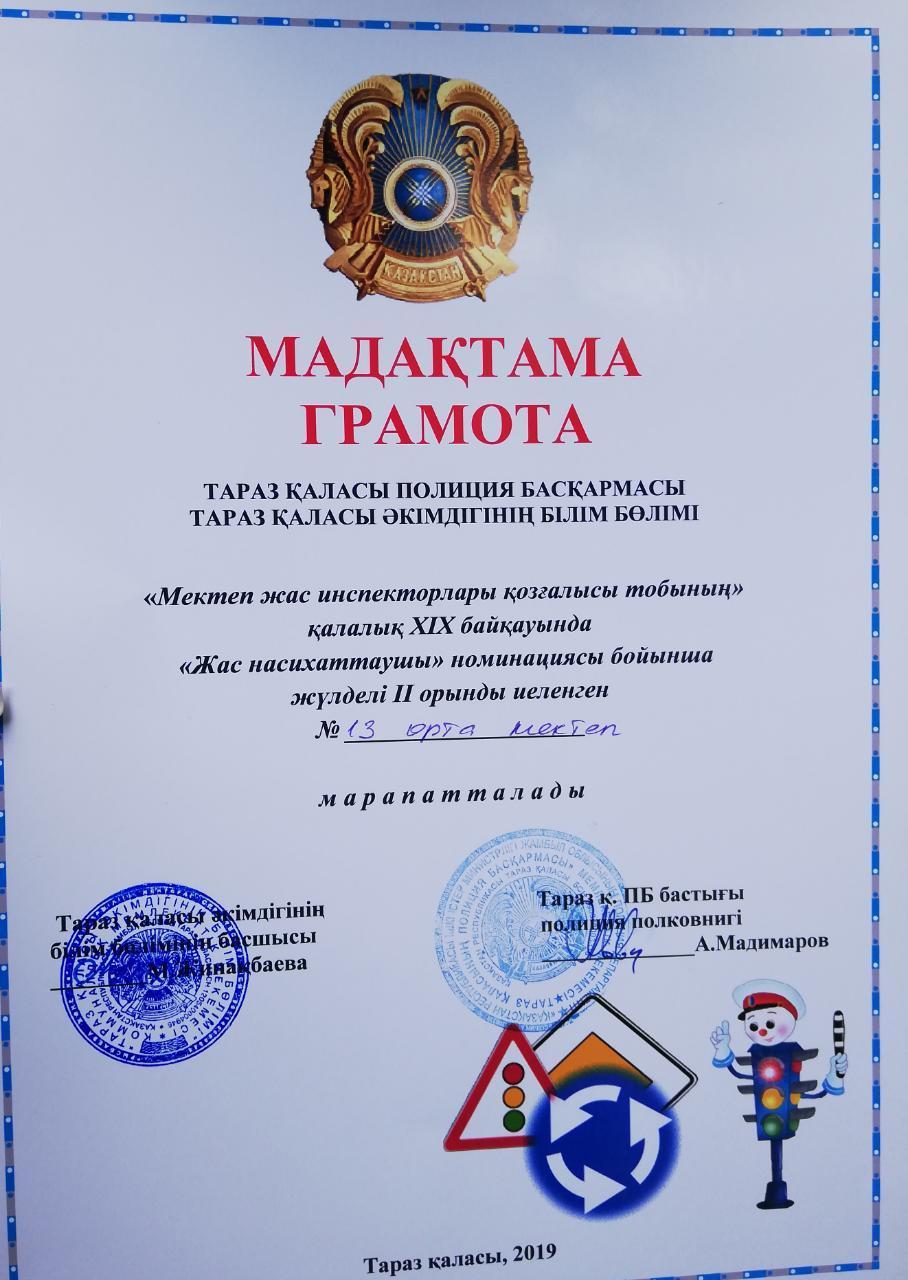 ҚАЗАҚСТАН
МАДАҚТАМА
ГРАМОТА
ТАРАЗ ҚАЛАСЫ ПОЛИЦИЯ БАСҚАРМАСЫ
ТАРАЗ ҚАЛАСЫ ӘКІМДІГІНІҢ БІЛІМ БӨЛІМІ
«Мектеп жас инспекторлары қозғалысы тобының»
қалалық XIX байқауында
«Жас насихаттаушы» номинациясы бойынша
жүлделі II орынды иеленген
№ 13 орта мектеп
марапатталады
Тараз қаласы әкімдігінің
білім бөлімінің басшысы
Тараз қ. ПБ бастығы
полиция полковнигі
А.Мадимаров
Тараз қаласы, 2019